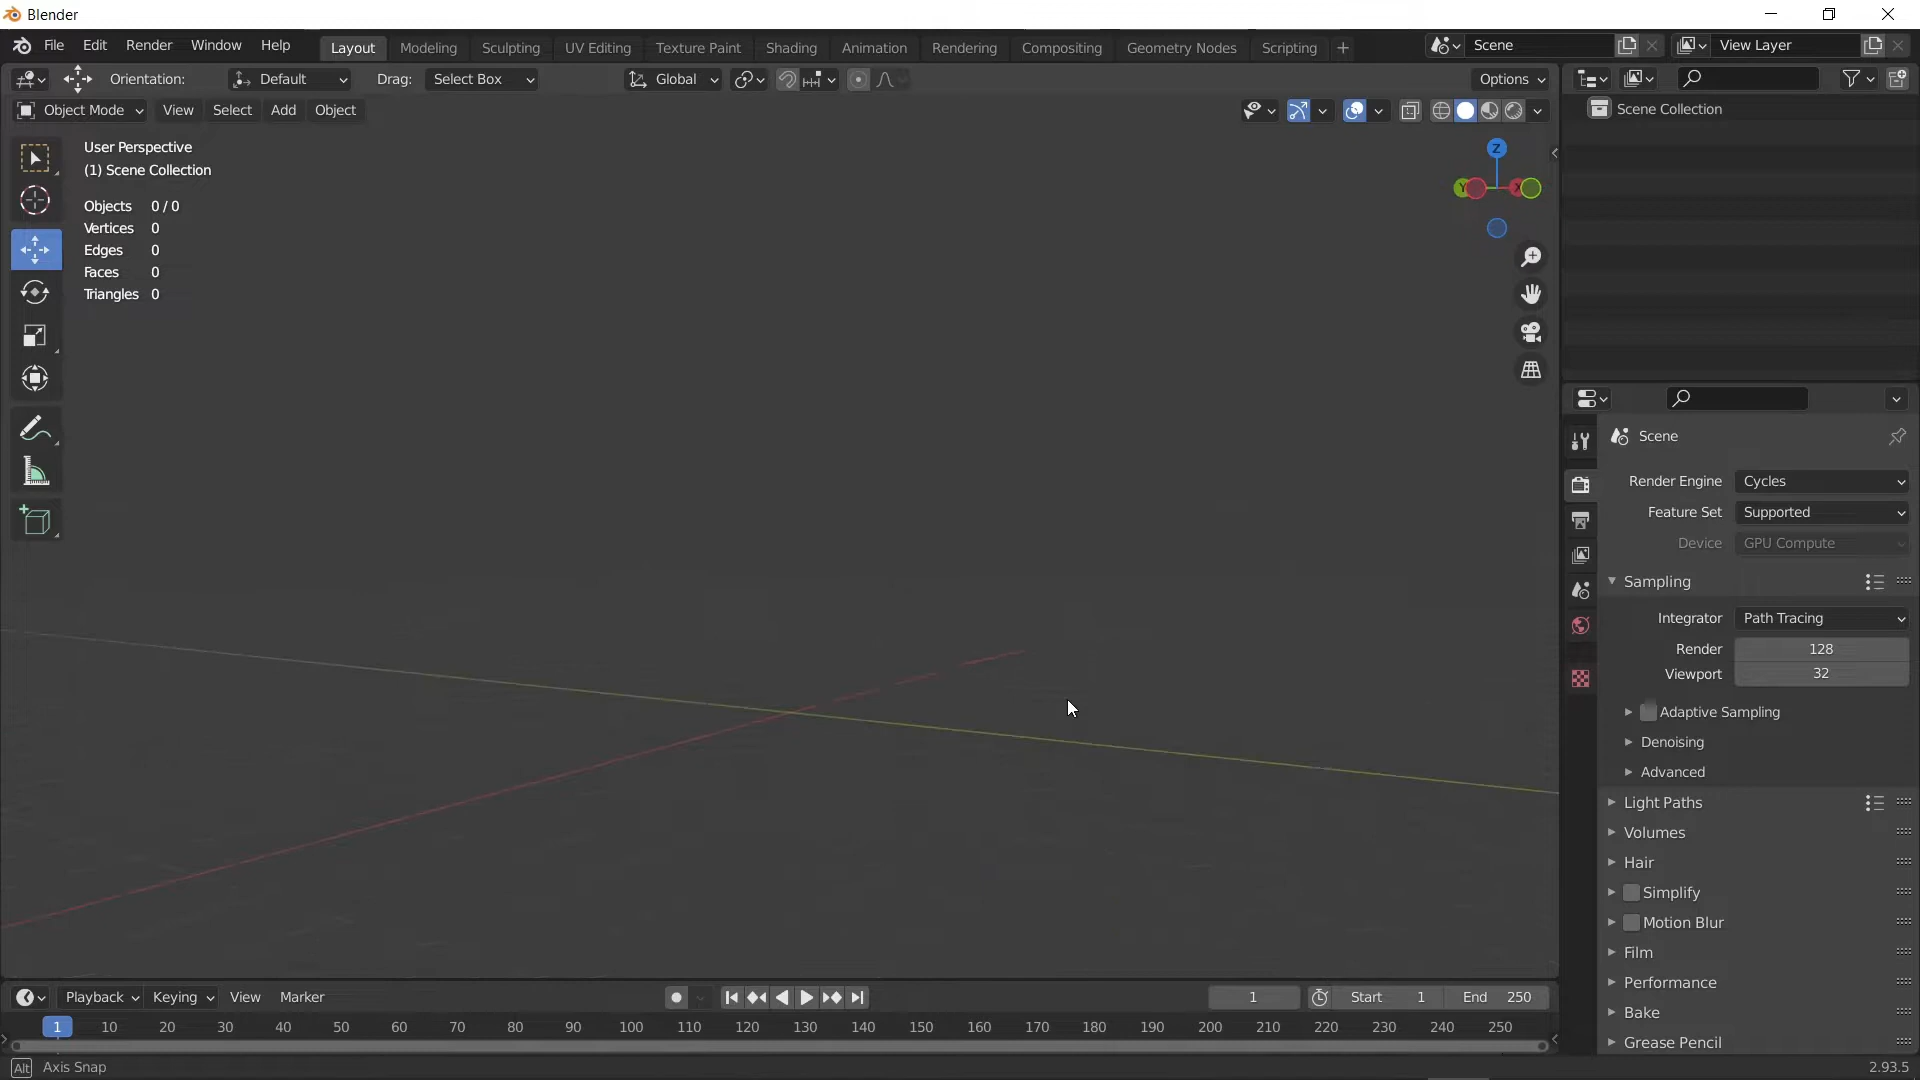 Blender
File Edit Render Window Help Layout Modeling Sculpting UV Editing Texture Paint Shading Animation Rendering Compositing Geometry Nodes Scripting + Scene View Layer
Orientation: Default Drag: Select Box Global Options
Object Mode View Select Add Object
Scene Collection
User Perspective
(1) Scene Collection
Objects 0 / 0
Vertices 0
Edges 0
Faces 0
Triangles 0
Z
Y X
Scene
Render Engine Cycles
Feature Set Supported
Device GPU Compute
Sampling
Integrator Path Tracing
Render 128
Viewport 32
Adaptive Sampling
Denoising
Advanced
Light Paths
Volumes
Hair
Simplify
Motion Blur
Film
Performance
Bake
Grease Pencil
Playback Keying View Marker 1 Start 1 End 250
1 10 20 30 40 50 60 70 80 90 100 110 120 130 140 150 160 170 180 190 200 210 220 230 240 250
Alt Axis Snap 2.93.5